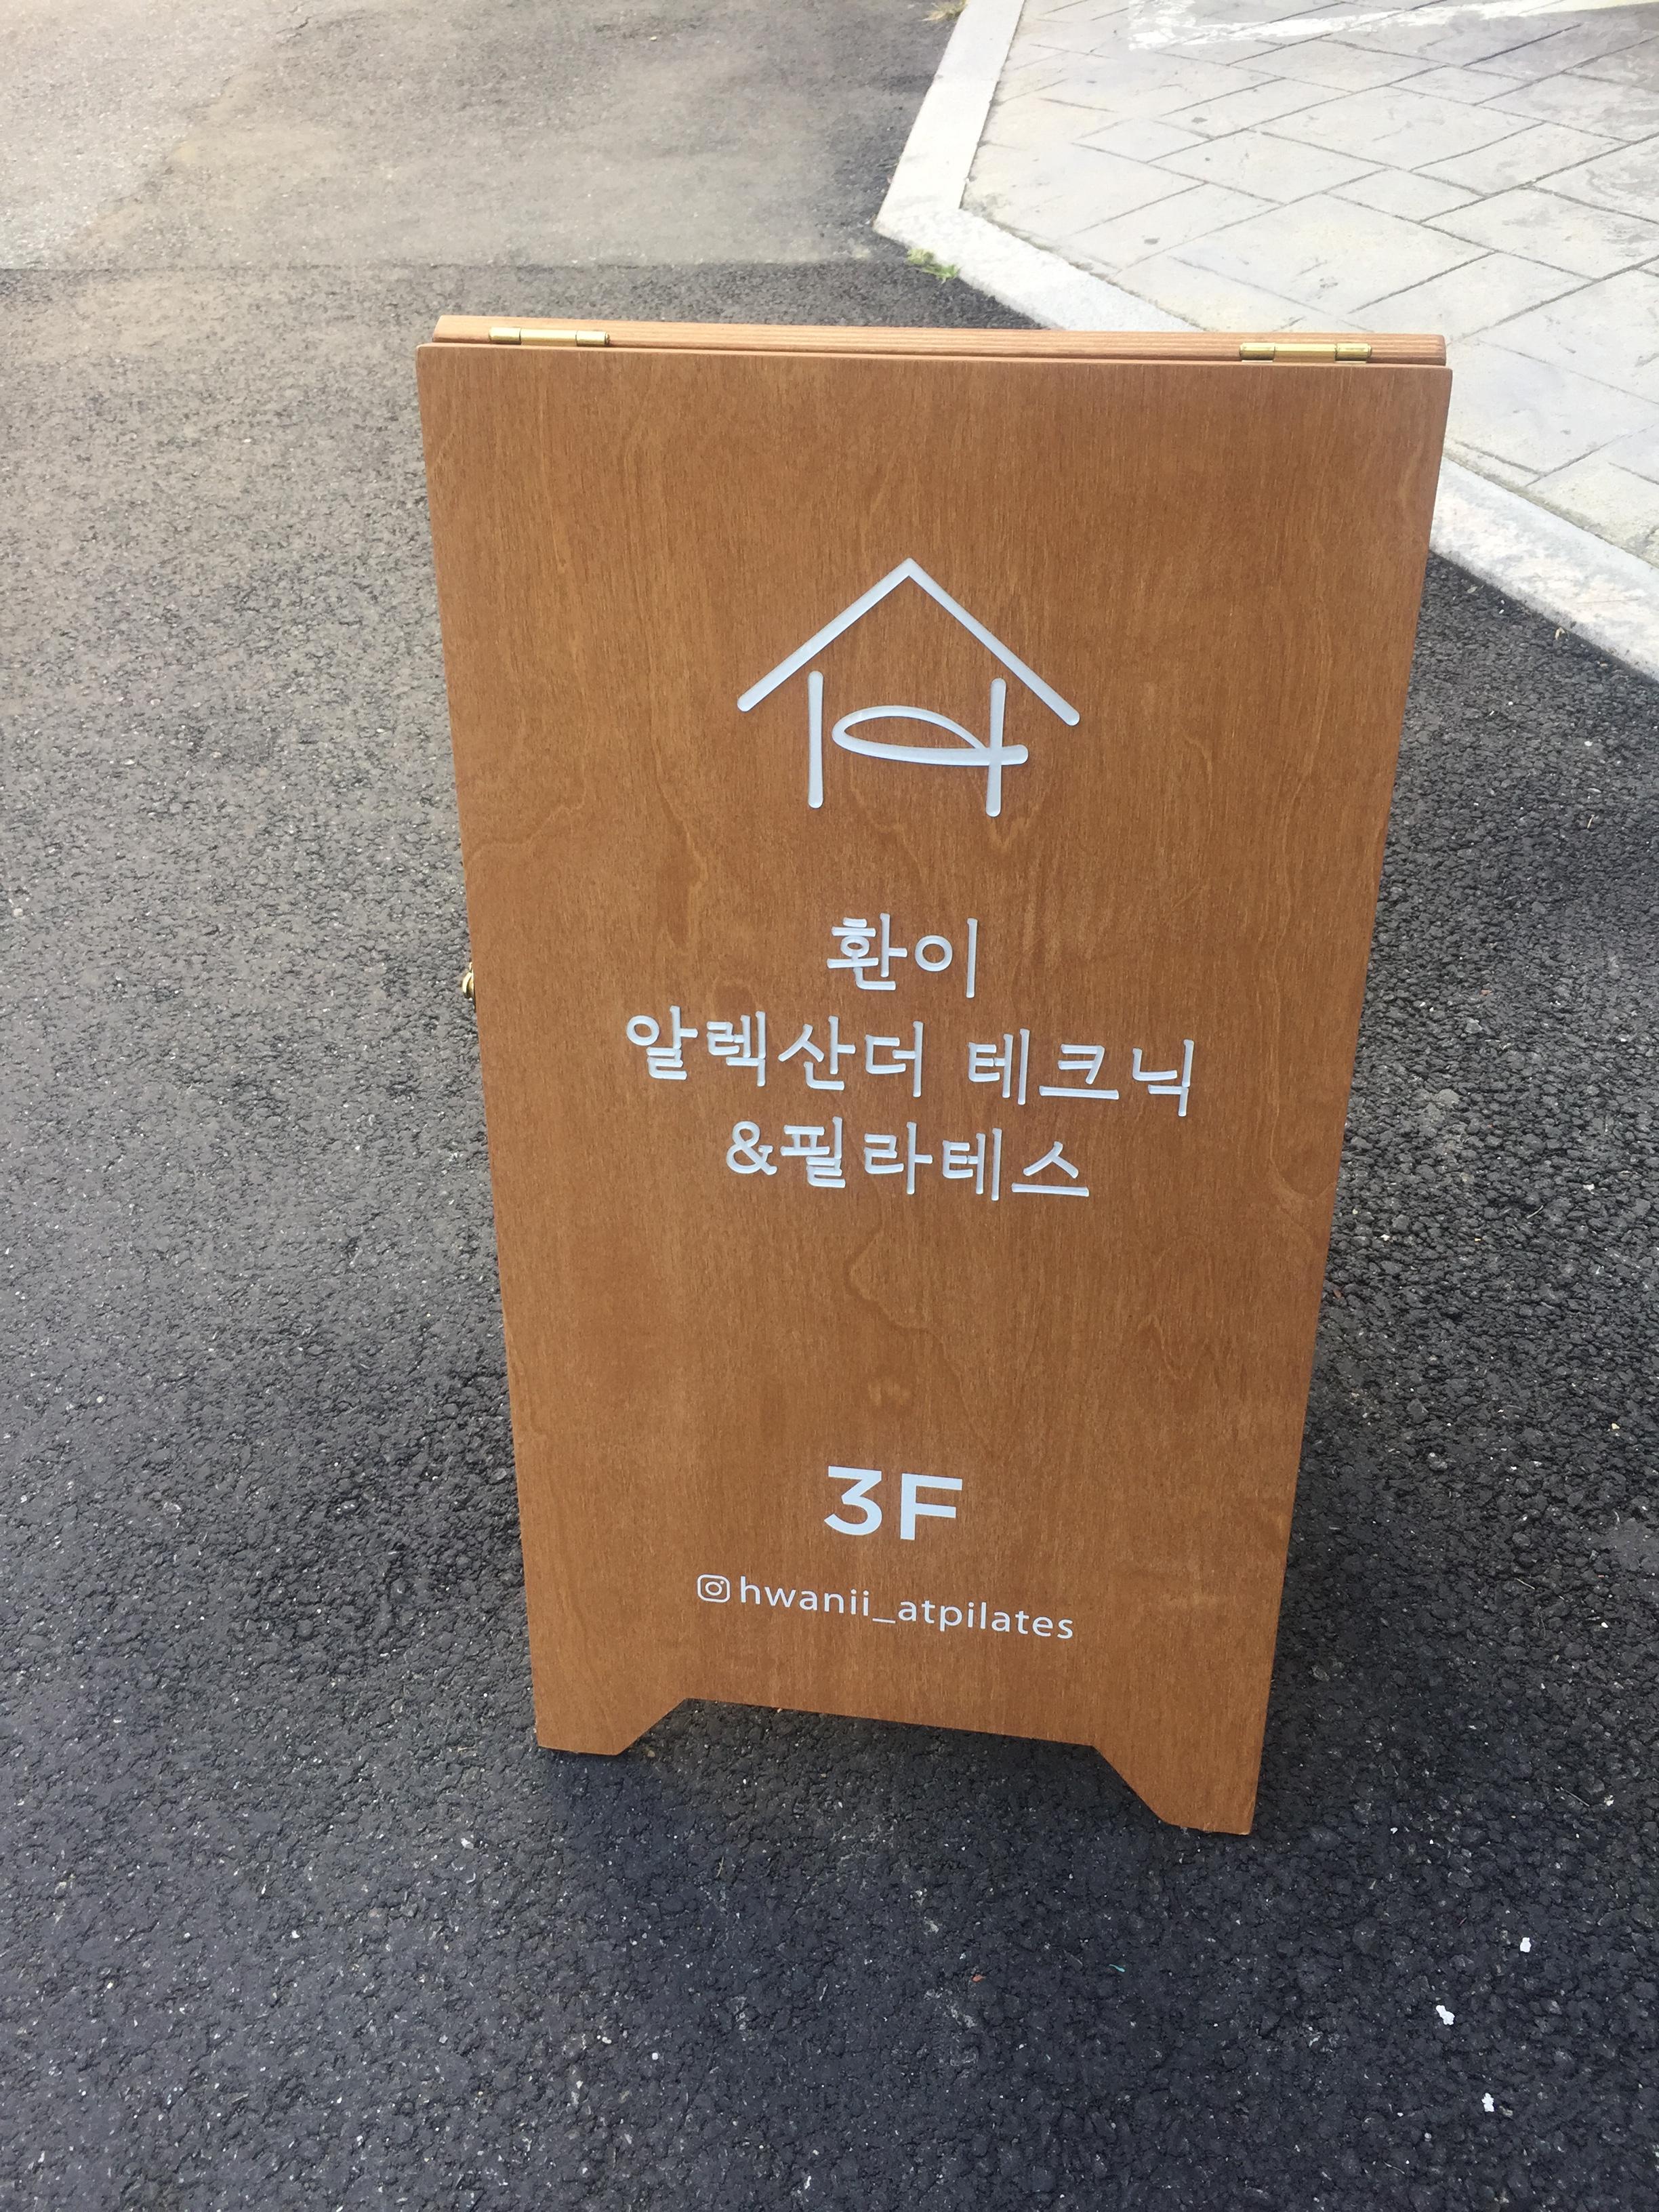 환이
알렉산더 테크닉
&필라테스
3F
hwanii_atpilates